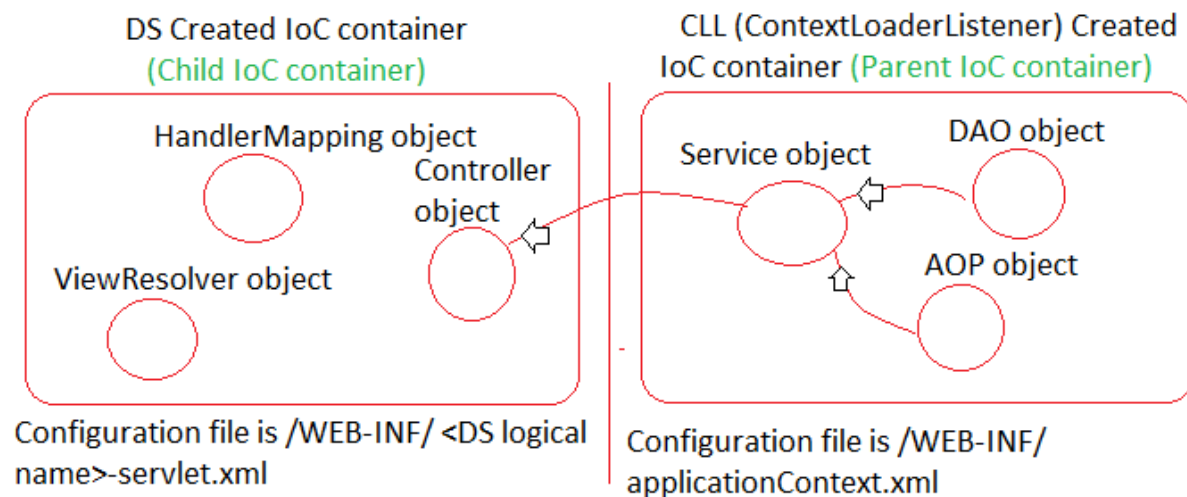 DS Created IoC container
(Child IoC container)
HandlerMapping object
Controller
object
ViewResolver object
Configuration file is /WEB-INF/ <DS logical
name>-servlet.xml
CLL (ContextLoaderListener) Created
IoC container (Parent IoC container)
DAO object
Service object
AOP object
Configuration file is /WEB-INF/
applicationContext.xml